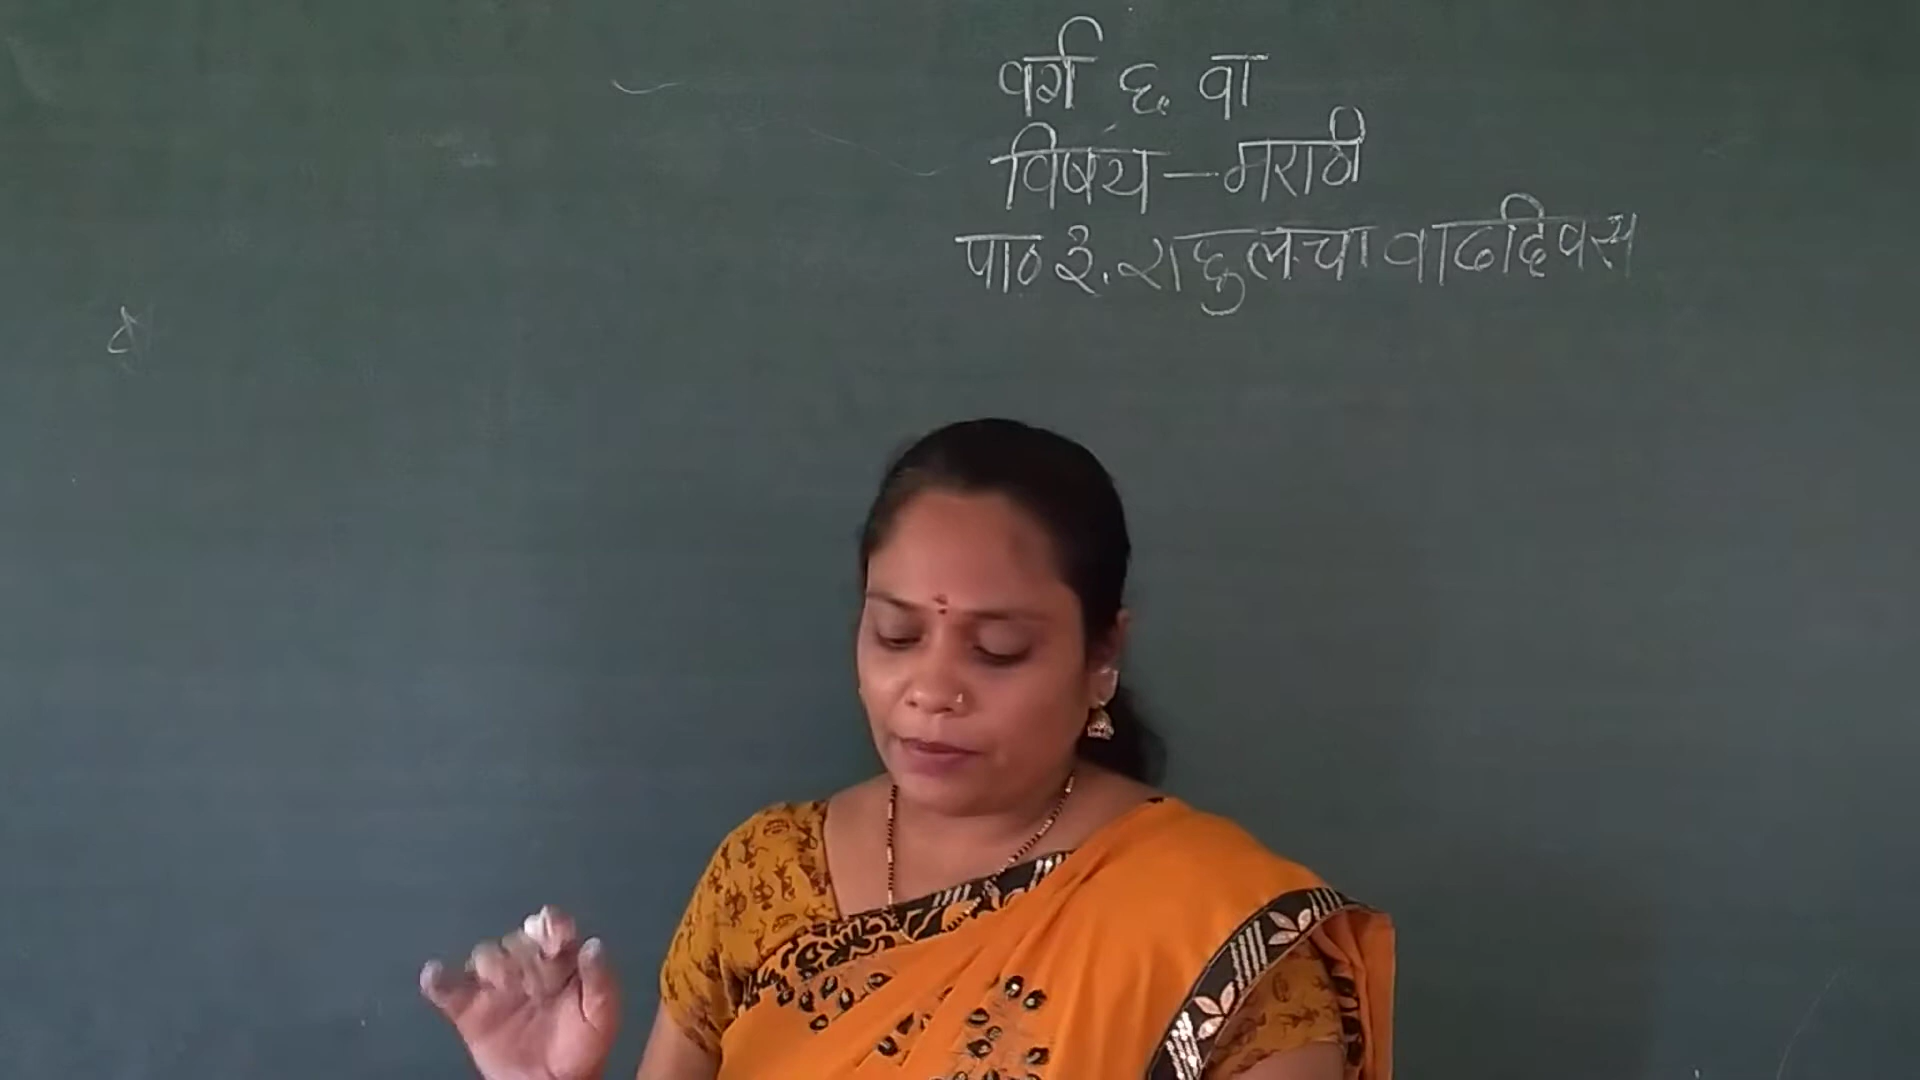 वर्ग ६ वा
विषय – मराठी
पाठ ३. राहुलचा वाढदिवस